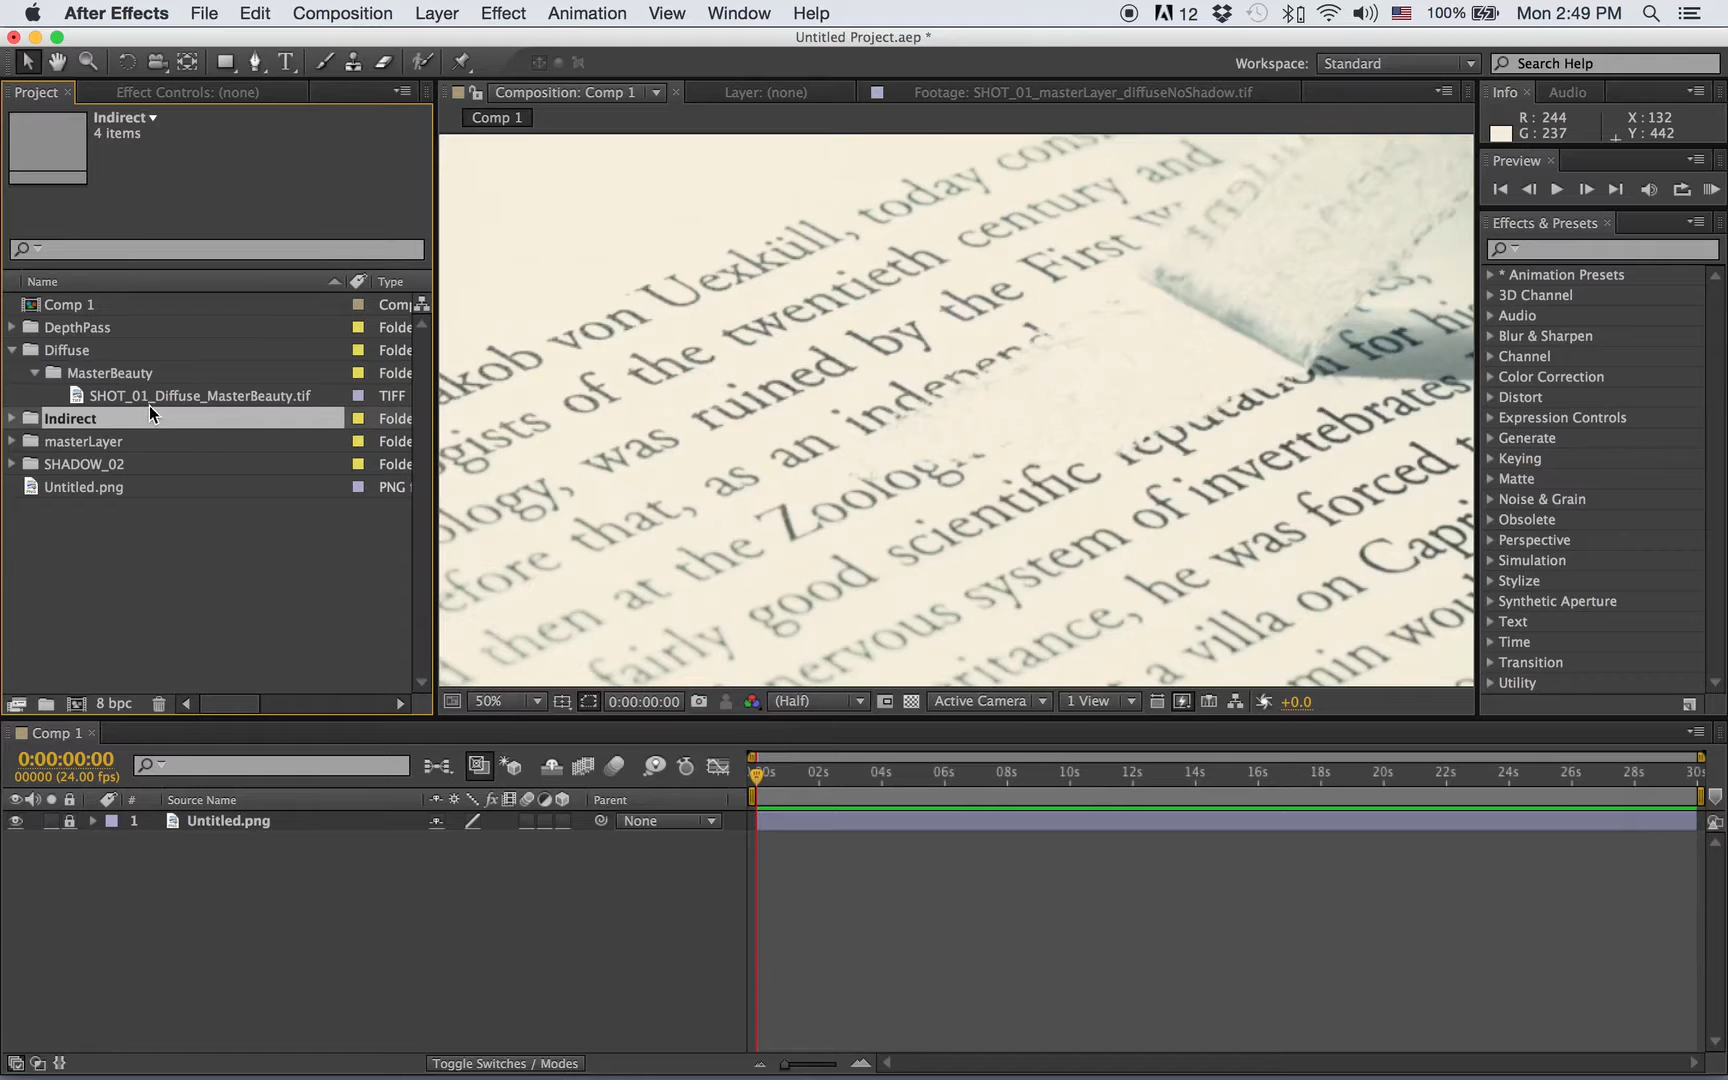 After Effects File Edit Composition Layer Effect Animation View Window Help 12 100% Mon 2:49 PM
Untitled Project.aep *
T Workspace: Standard Search Help
Project × Effect Controls: (none) Composition: Comp 1 × Layer: (none) Footage: SHOT_01_masterLayer_diffuseNoShadow.tif Info × Audio
Indirect
4 items
Comp 1
R : 244 X : 132
G : 237 Y : 442
Preview ×
Effects & Presets ×
Name Type
Comp 1 Comp
DepthPass Folde
Diffuse Folde
MasterBeauty Folde
SHOT_01_Diffuse_MasterBeauty.tif TIFF
Indirect Folde
masterLayer Folde
SHADOW_02 Folde
Untitled.png PNG
8 bpc
akob von Uexküll, today cons
gists of the twentieth century and
ology, was ruined by the First W
efore that, as an independ
then at the Zoolog
fairly good scientific reputation for hi
nervous system of invertebrates
ritance, he was forced t
a villa on Capri
min wou
50% 0:00:00:00 (Half) Active Camera 1 View +0.0
* Animation Presets
3D Channel
Audio
Blur & Sharpen
Channel
Color Correction
Distort
Expression Controls
Generate
Keying
Matte
Noise & Grain
Obsolete
Perspective
Simulation
Stylize
Synthetic Aperture
Text
Time
Transition
Utility
Comp 1 ×
0:00:00:00
00000 (24.00 fps)
00s 02s 04s 06s 08s 10s 12s 14s 16s 18s 20s 22s 24s 26s 28s 30s
# Source Name fx Parent
1 Untitled.png None
Toggle Switches / Modes